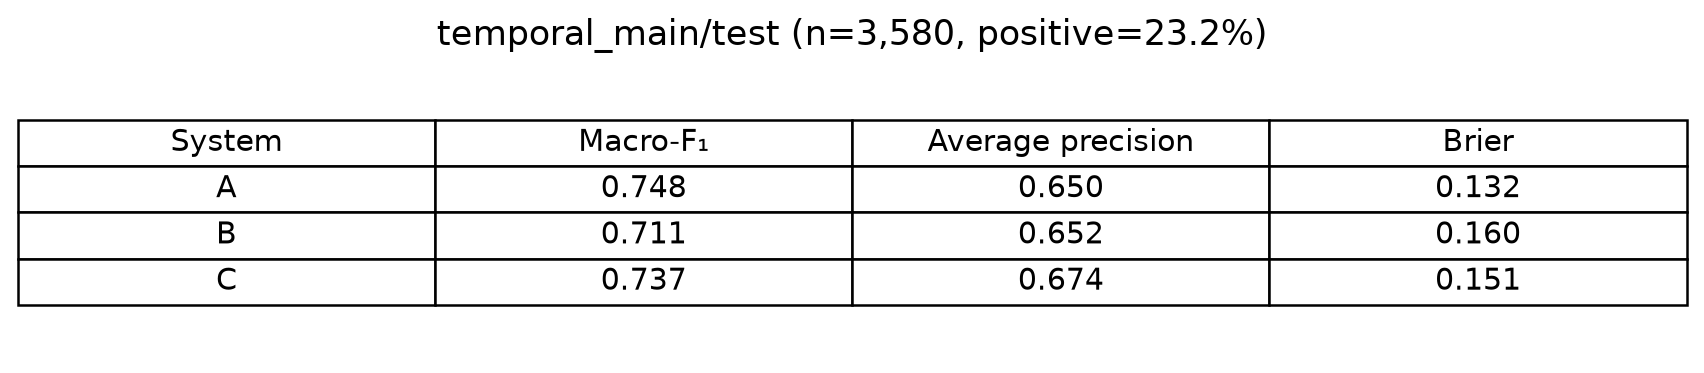 temporal_main/test (n=3,580, positive=23.2%)
System Macro-F₁ Average precision Brier
A 0.748 0.650 0.132
B 0.711 0.652 0.160
C 0.737 0.674 0.151